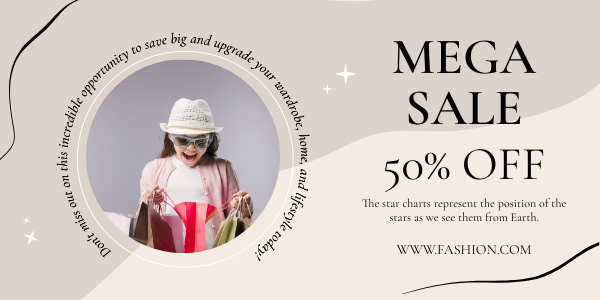 Don't miss out on this incredible opportunity to save big and upgrade your wardrobe, home, and lifestyle today!
MEGA
SALE
50% OFF
The star charts represent the position of the
stars as we see them from Earth.
WWW.FASHION.COM